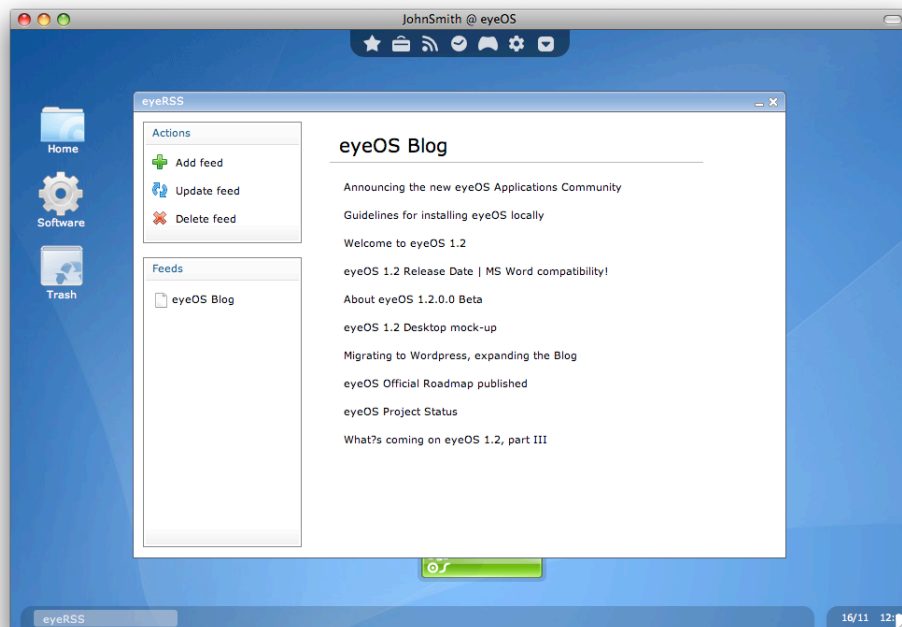 JohnSmith @ eyeOS
eyeRSS
Home
Software
Trash
Actions
Add feed
Update feed
Delete feed
Feeds
eyeOS Blog
eyeOS Blog
Announcing the new eyeOS Applications Community
Guidelines for installing eyeOS locally
Welcome to eyeOS 1.2
eyeOS 1.2 Release Date | MS Word compatibility!
About eyeOS 1.2.0.0 Beta
eyeOS 1.2 Desktop mock-up
Migrating to Wordpress, expanding the Blog
eyeOS Official Roadmap published
eyeOS Project Status
What?s coming on eyeOS 1.2, part III
os
eyeRSS
16/11 12: